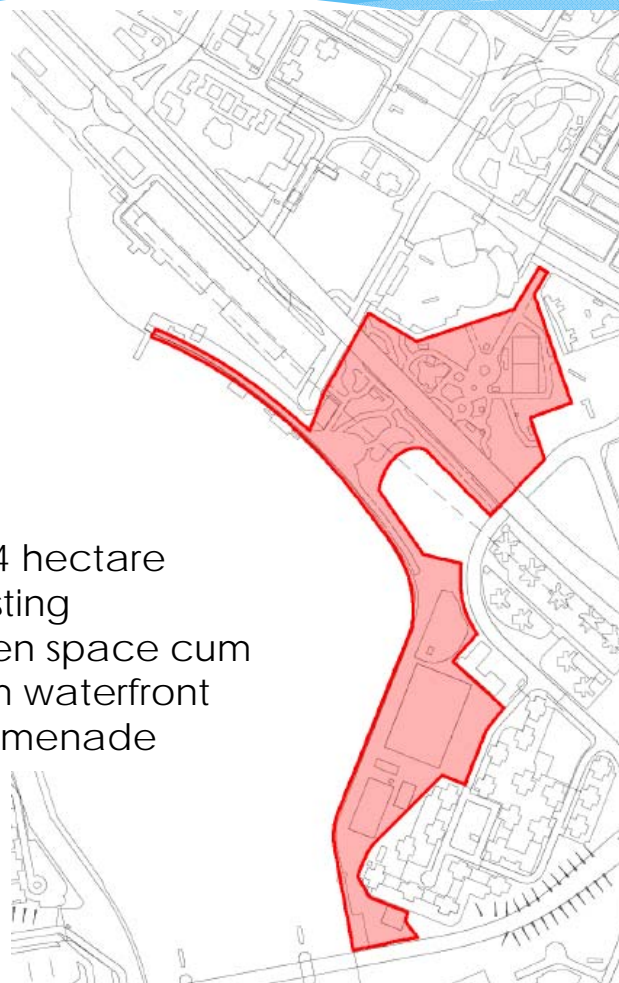 4 hectare
sting
en space cum
n waterfront
menade